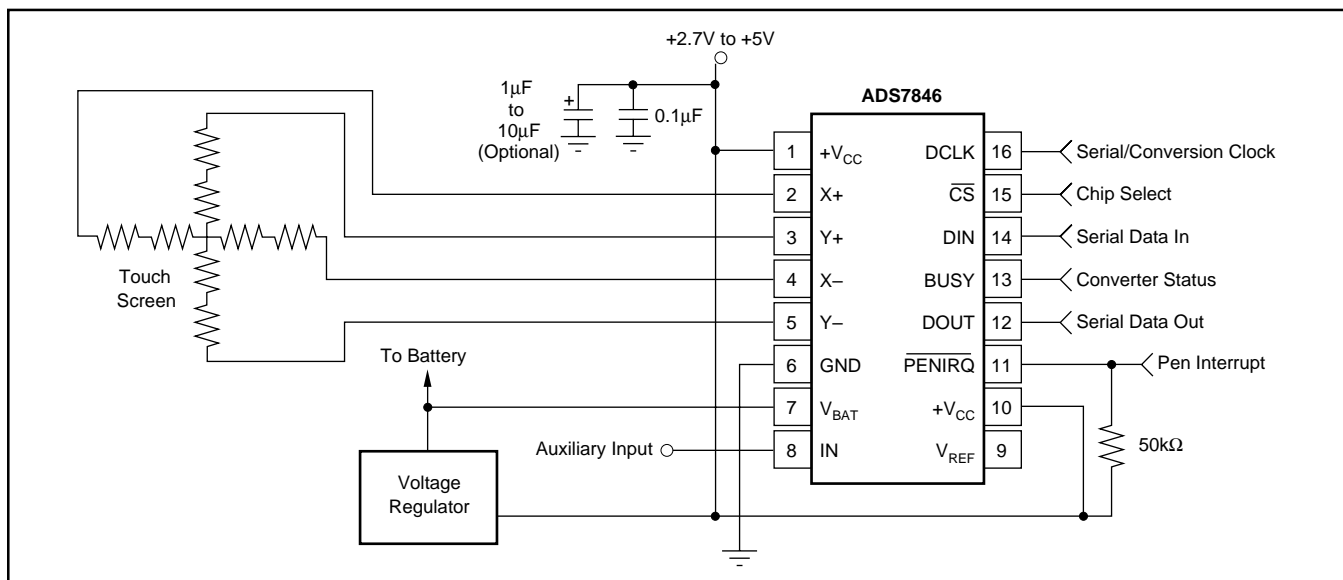 +2.7V to +5V
1μF
to
10μF
(Optional)
0.1μF
+
ADS7846
Touch
Screen
To Battery
Voltage
Regulator
Auxiliary Input
1 +VCC
2 X+
3 Y+
4 X–
5 Y–
6 GND
7 VBAT
8 IN
DCLK 16 Serial/Conversion Clock
CS 15 Chip Select
DIN 14 Serial Data In
BUSY 13 Converter Status
DOUT 12 Serial Data Out
PENIRQ 11 Pen Interrupt
+VCC 10
VREF 9
50kΩ